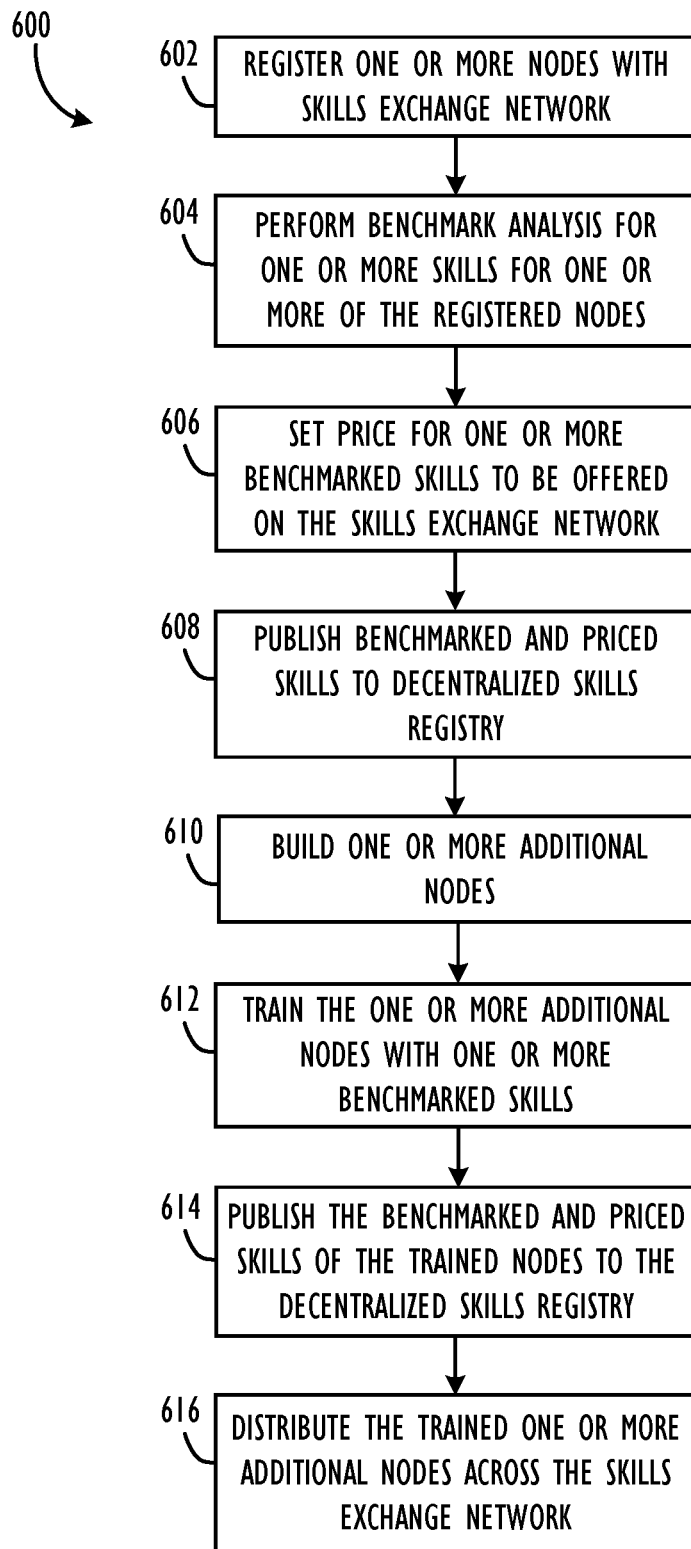 600
602
REGISTER ONE OR MORE NODES WITH
SKILLS EXCHANGE NETWORK
604
PERFORM BENCHMARK ANALYSIS FOR
ONE OR MORE SKILLS FOR ONE OR
MORE OF THE REGISTERED NODES
606
SET PRICE FOR ONE OR MORE
BENCHMARKED SKILLS TO BE OFFERED
ON THE SKILLS EXCHANGE NETWORK
608
PUBLISH BENCHMARKED AND PRICED
SKILLS TO DECENTRALIZED SKILLS
REGISTRY
610
BUILD ONE OR MORE ADDITIONAL
NODES
612
TRAIN THE ONE OR MORE ADDITIONAL
NODES WITH ONE OR MORE
BENCHMARKED SKILLS
614
PUBLISH THE BENCHMARKED AND PRICED
SKILLS OF THE TRAINED NODES TO THE
DECENTRALIZED SKILLS REGISTRY
616
DISTRIBUTE THE TRAINED ONE OR MORE
ADDITIONAL NODES ACROSS THE SKILLS
EXCHANGE NETWORK